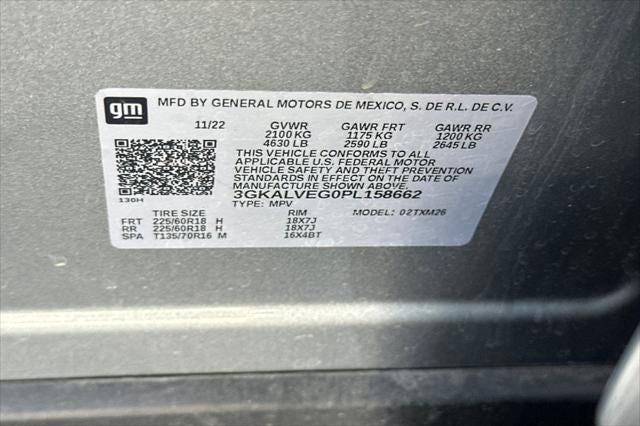 gm
MFD BY GENERAL MOTORS DE MEXICO, S. DE R.L. DE C.V.
11/22 GVWR GAWR FRT GAWR RR
2100 KG 1175 KG 1200 KG
4630 LB 2590 LB 2645 LB
THIS VEHICLE CONFORMS TO ALL
APPLICABLE U.S. FEDERAL MOTOR
VEHICLE SAFETY AND THEFT PREVENTION
STANDARDS IN EFFECT ON THE DATE OF
MANUFACTURE SHOWN ABOVE.
130H 3GKALVEG0PL158662
TYPE: MPV
TIRE SIZE RIM MODEL: 02TXM26
FRT 225/60R18 H 18X7J
RR 225/60R18 H 18X7J
SPA T135/70R16 M 16X4BT